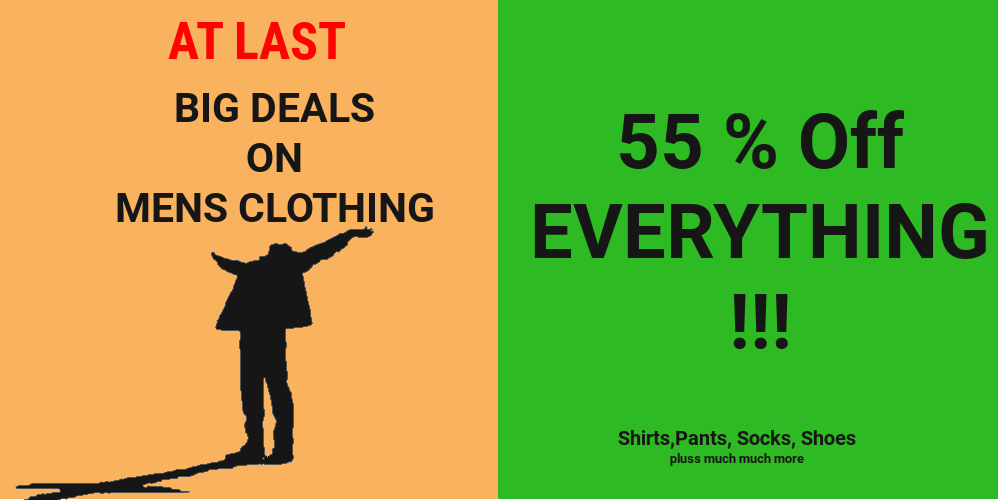 AT LAST
BIG DEALS
ON
MENS CLOTHING
55 % Off
EVERYTHING
!!!
Shirts,Pants, Socks, Shoes
pluss much much more